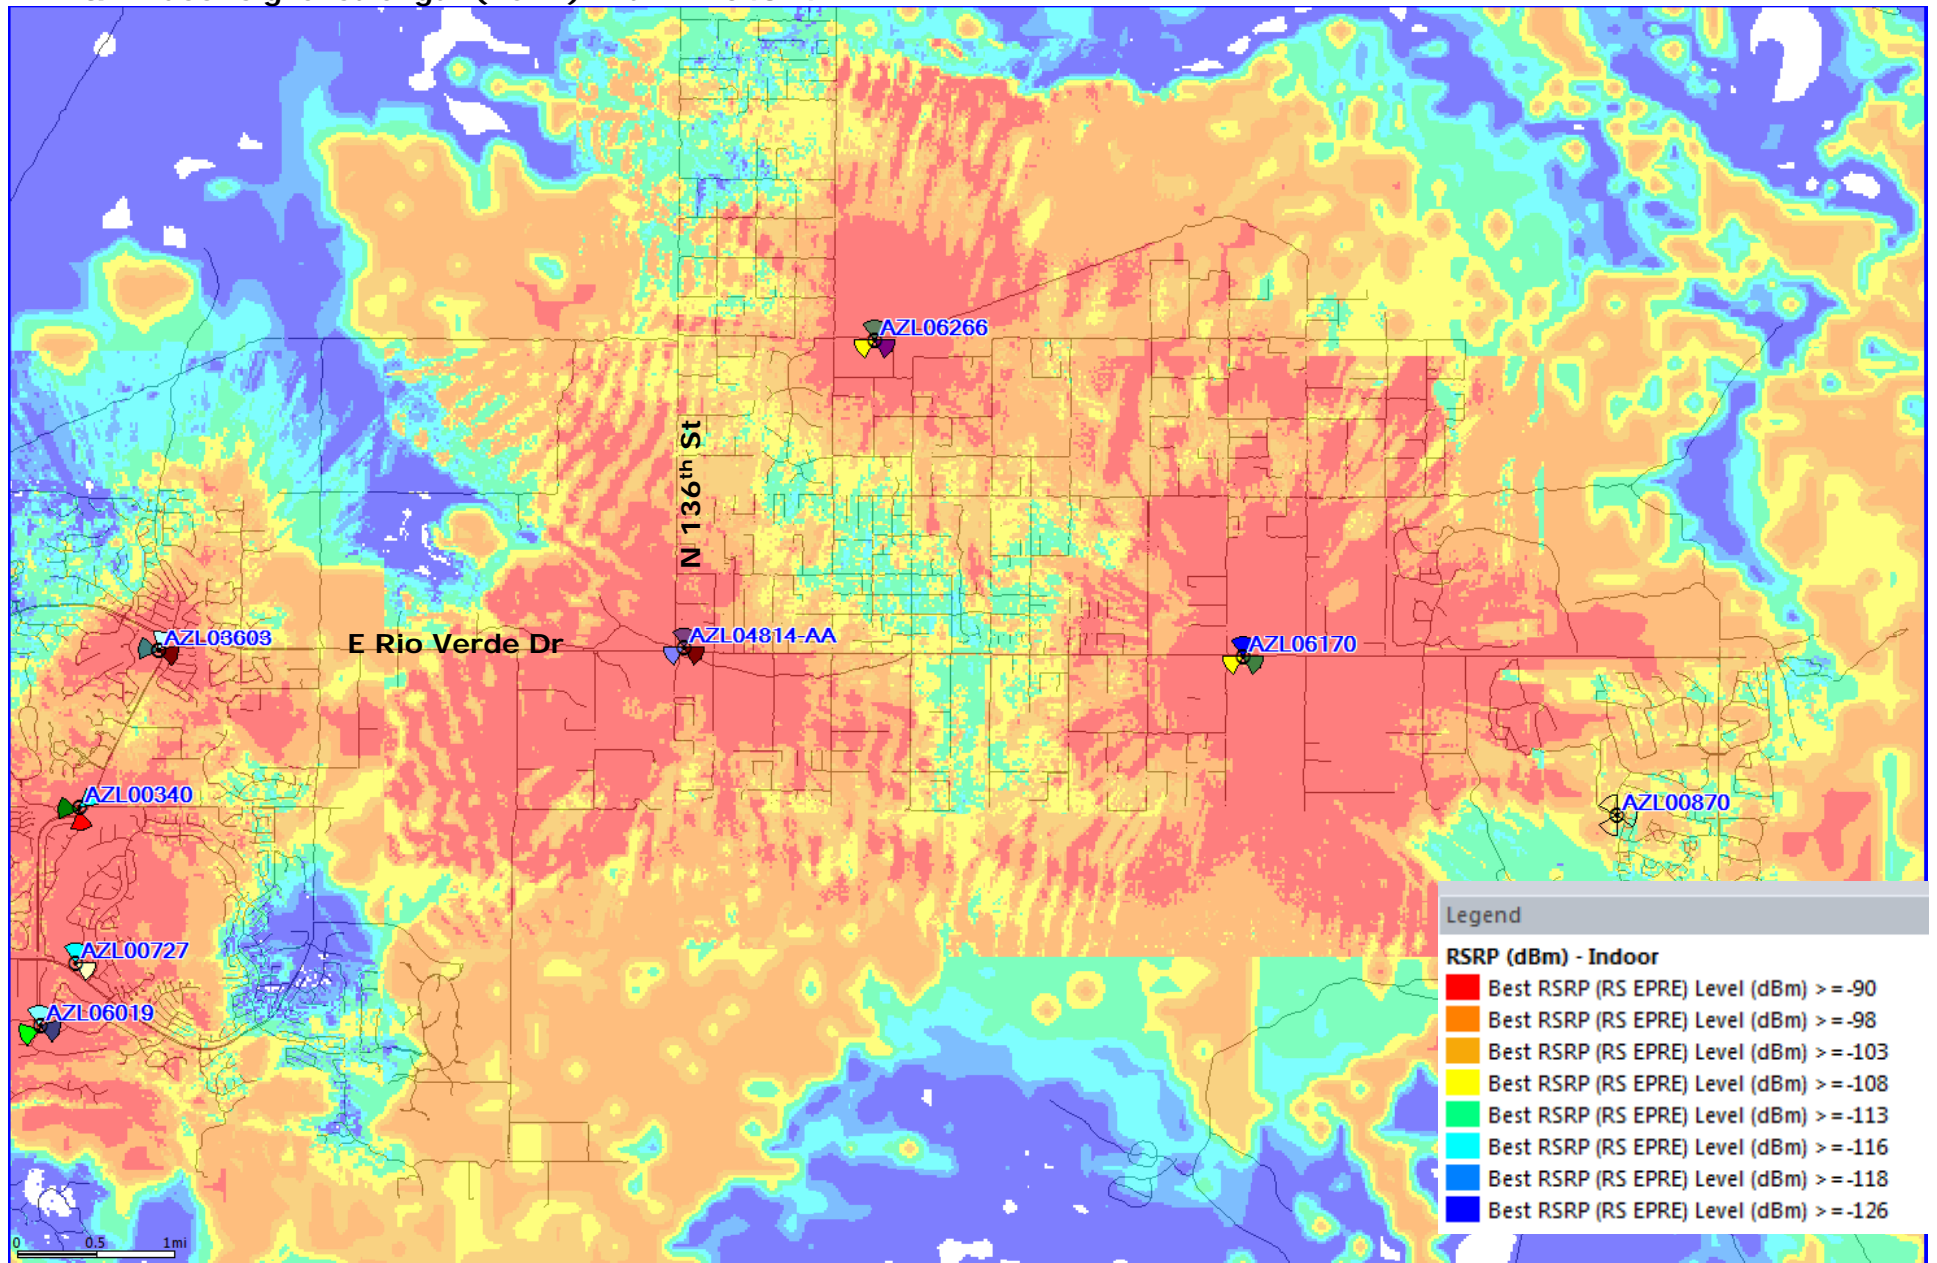 AZL06266
N 136th St
AZL03603
E Rio Verde Dr
AZL04814-AA
AZL06170
AZL00340
AZL00870
AZL00727
AZL06019
Legend
RSRP (dBm) - Indoor
Best RSRP (RS EPRE) Level (dBm) >=-90
Best RSRP (RS EPRE) Level (dBm) >=-98
Best RSRP (RS EPRE) Level (dBm) >=-103
Best RSRP (RS EPRE) Level (dBm) >=-108
Best RSRP (RS EPRE) Level (dBm) >=-113
Best RSRP (RS EPRE) Level (dBm) >=-116
Best RSRP (RS EPRE) Level (dBm) >=-118
Best RSRP (RS EPRE) Level (dBm) >=-126
0 0.5 1mi